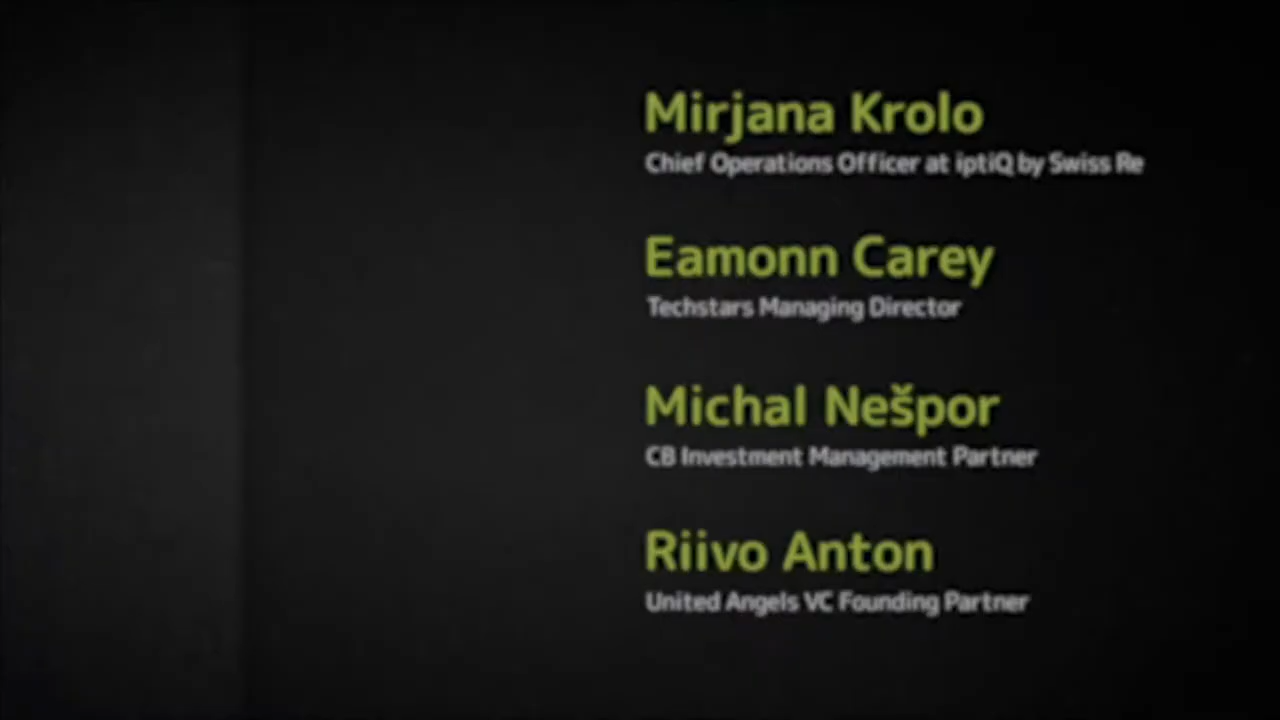 Mirjana Krolo
Chief Operations Officer at iptiQ by Swiss Re
Eamonn Carey
Techstars Managing Director
Michal Nešpor
CB Investment Management Partner
Riivo Anton
United Angels VC Founding Partner